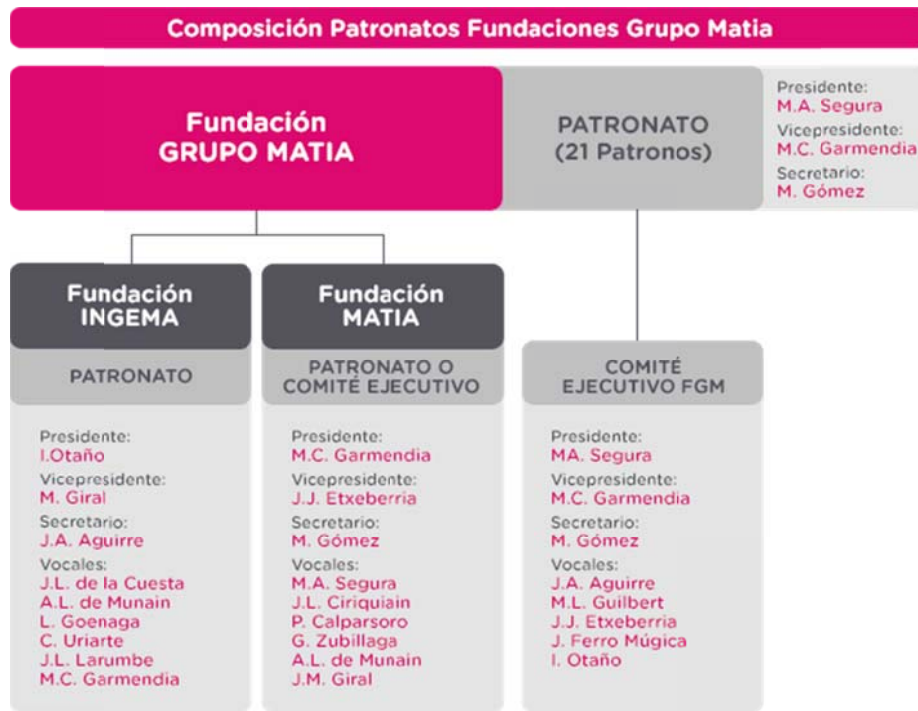 Composición Patronatos Fundaciones Grupo Matia
Fundación
GRUPO MATIA
PATRONATO
(21 Patronos)
Presidente:
M.A. Segura
Vicepresidente:
M.C. Garmendia
Secretario:
M. Gómez
Fundación
INGEMA
PATRONATO
Presidente:
I.Otaño
Vicepresidente:
M. Giral
Secretario:
J.A. Aguirre
Vocales:
J.L. de la Cuesta
A.L. de Munain
L. Goenaga
C. Uriarte
J.L. Larumbe
M.C. Garmendia
Fundación
MATIA
PATRONATO O
COMITÉ EJECUTIVO
Presidente:
M.C. Garmendia
Vicepresidente:
J.J. Etxeberria
Secretario:
M. Gómez
Vocales:
M.A. Segura
J.L. Ciriquiain
P. Calparsoro
G. Zubillaga
A.L. de Munain
J.M. Giral
COMITÉ
EJECUTIVO FGM
Presidente:
MA. Segura
Vicepresidente:
M.C. Garmendia
Secretario:
M. Gómez
Vocales:
J.A. Aguirre
M.L. Guilbert
J.J. Etxeberria
J. Ferro Múgica
I. Otaño